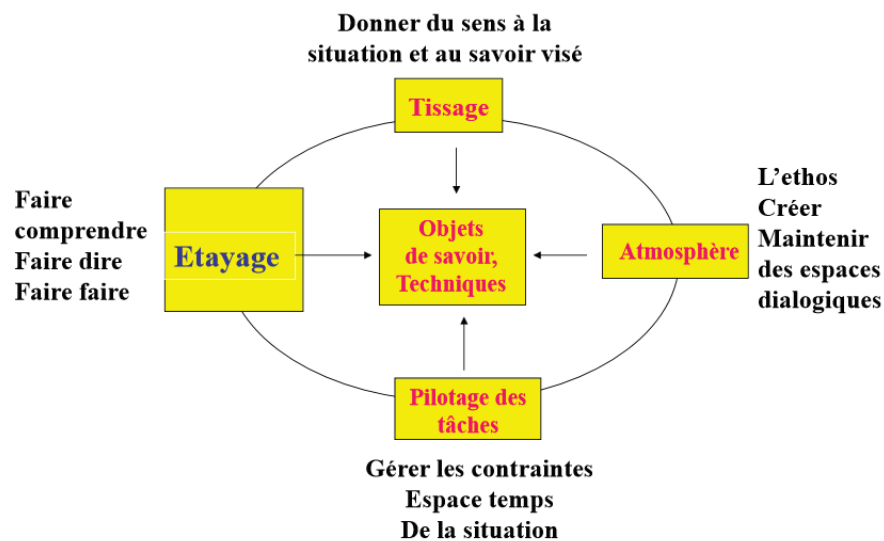 Donner du sens à la
situation et au savoir visé
Tissage
Faire
comprendre
Faire dire
Faire faire
Etayage
Objets
de savoir,
Techniques
Atmosphère
L'ethos
Créer
Maintenir
des espaces
dialogiques
Pilotage des
tâches
Gérer les contraintes
Espace temps
De la situation